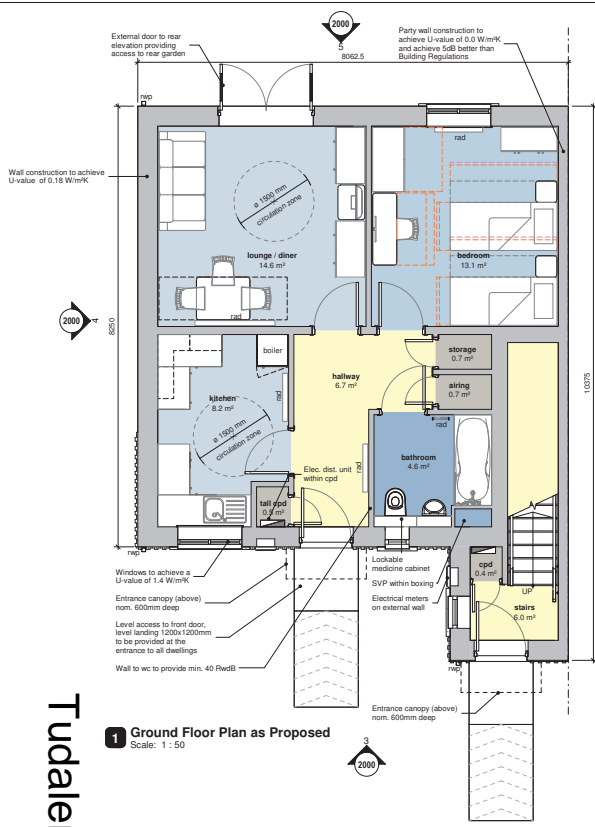 2000
5
8062.5
External door to rear
elevation providing
access to rear garden
Party wall construction to
achieve U-value of 0.0 W/m²K
and achieve 5dB better than
Building Regulations
rwp
rad
Wall construction to achieve
U-value of 0.18 W/m²K
ø 1500 mm
circulation zone
lounge / diner
14.6 m²
bedroom
13.1 m²
rad
2000
4
8250
10375
boiler
storage
0.7 m²
hallway
6.7 m²
airing
0.7 m²
kitchen
8.2 m²
ø 1500 mm
circulation zone
rad
bathroom
4.6 m²
rad
Elec. dist. unit
within cpd
tall cpd
0.5 m²
rwp
Windows to achieve a
U-value of 1.4 W/m²K
Entrance canopy (above)
nom. 600mm deep
Level access to front door,
level landing 1200x1200mm
to be provided at the
entrance to all dwellings
Wall to wc to provide min. 40 RwdB
Lockable
medicine cabinet
SVP within boxing
Electrical meters
on external wall
cpd
0.4 m²
UP
stairs
6.0 m²
rwp
Entrance canopy (above)
nom. 600mm deep
1 Ground Floor Plan as Proposed
Scale: 1 : 50
3
2000